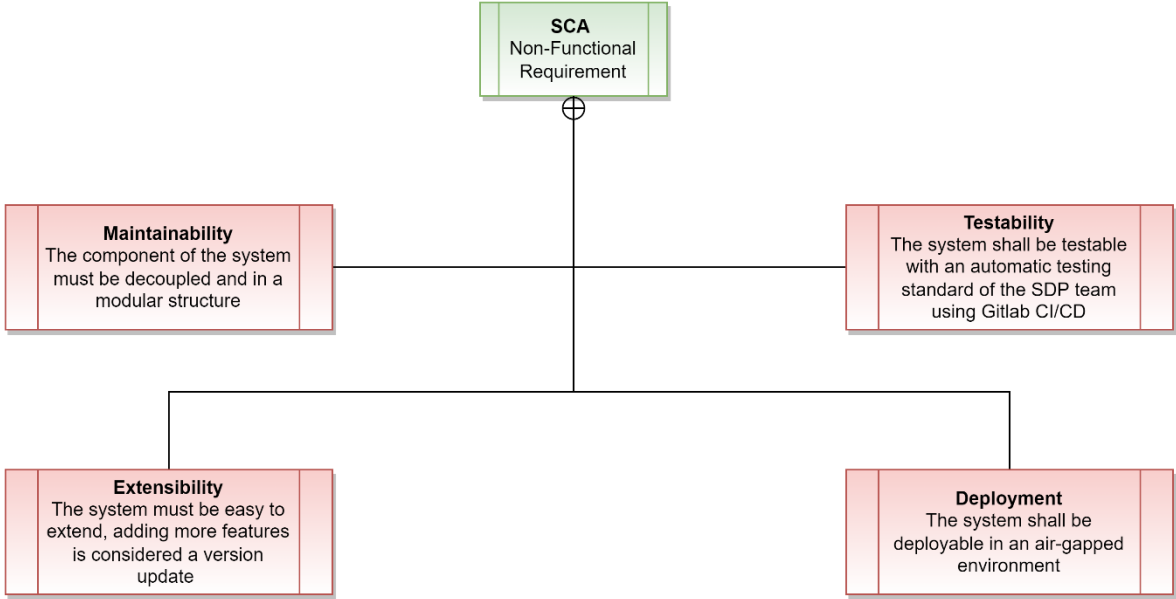 SCA
Non-Functional
Requirement
Maintainability
The component of the system
must be decoupled and in a
modular structure
Testability
The system shall be testable
with an automatic testing
standard of the SDP team
using Gitlab CI/CD
Extensibility
The system must be easy to
extend, adding more features
is considered a version
update
Deployment
The system shall be
deployable in an air-gapped
environment